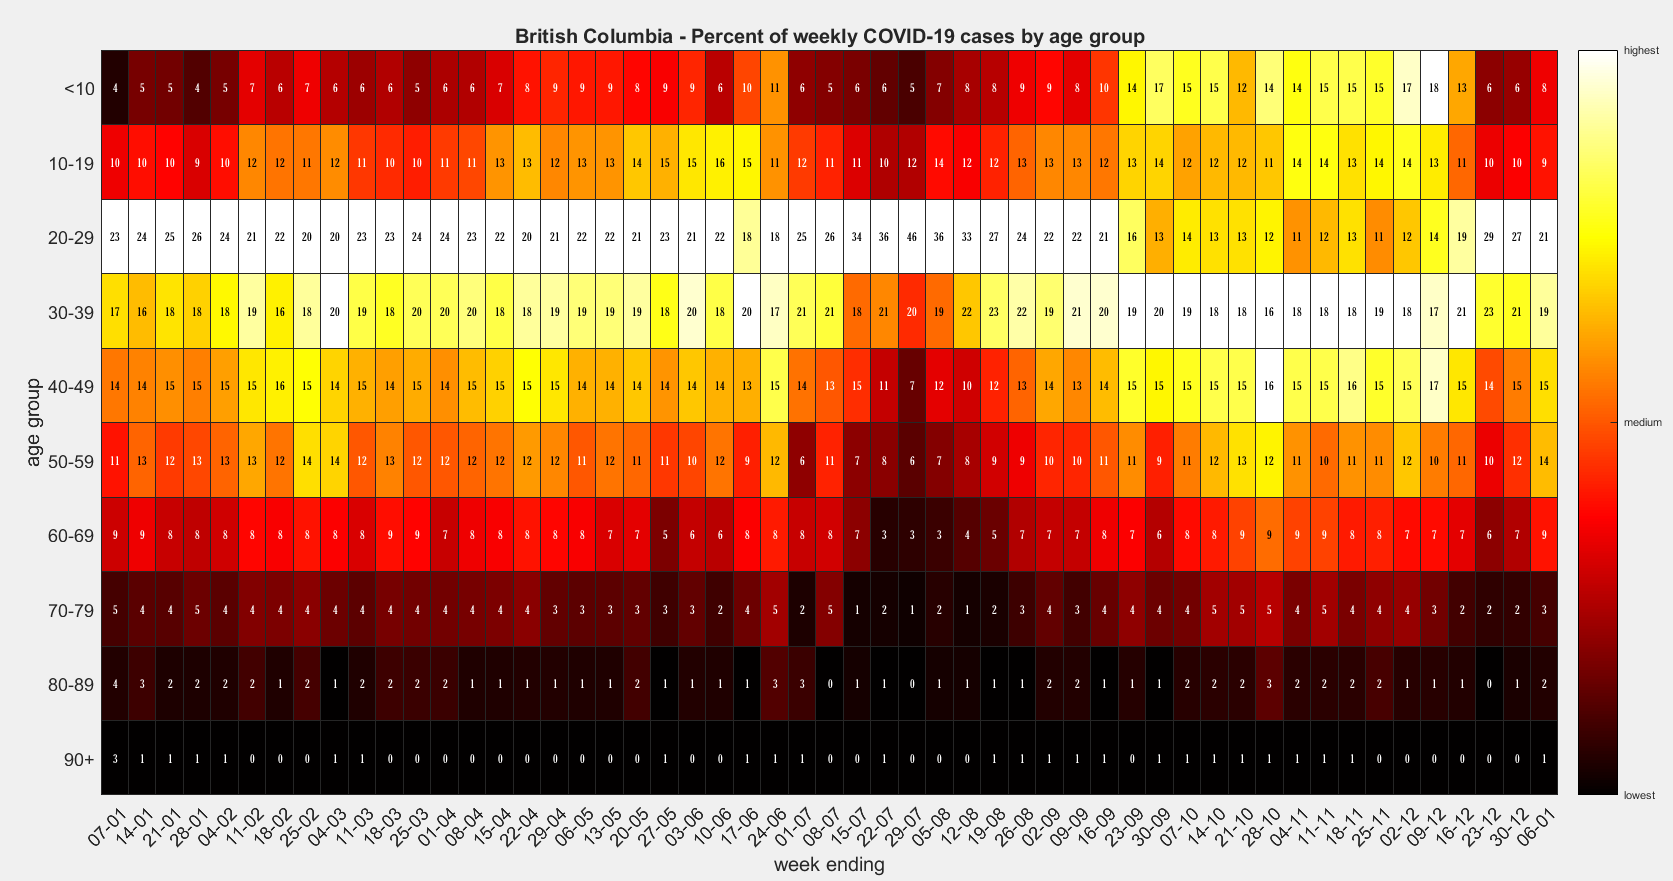 British Columbia - Percent of weekly COVID-19 cases by age group
highest
<10 4 5 5 4 5 7 6 7 6 6 6 5 6 6 7 8 9 9 9 8 9 9 6 10 11 6 5 6 6 5 7 8 8 9 9 8 10 14 17 15 15 12 14 14 15 15 15 17 18 13 6 6 8
10-19 10 10 10 9 10 12 12 11 12 11 10 10 11 11 13 13 12 13 13 14 15 15 16 15 11 12 11 11 10 12 14 12 12 13 13 13 12 13 14 12 12 12 11 14 14 13 14 14 13 11 10 10 9
20-29 23 24 25 26 24 21 22 20 20 23 23 24 24 23 22 20 21 22 22 21 23 21 22 18 18 25 26 34 36 46 36 33 27 24 22 22 21 16 13 14 13 13 12 11 12 13 11 12 14 19 29 27 21
30-39 17 16 18 18 18 19 16 18 20 19 18 20 20 20 18 18 19 19 19 19 18 20 18 20 17 21 21 18 21 20 19 22 23 22 19 21 20 19 20 19 18 18 16 18 18 18 19 18 17 21 23 21 19
40-49 14 14 15 15 15 15 16 15 14 15 14 15 14 15 15 15 15 14 14 14 14 14 14 13 15 14 13 15 11 7 12 10 12 13 14 13 14 15 15 15 15 15 16 15 15 16 15 15 17 15 14 15 15
medium
50-59 11 13 12 13 13 13 12 14 14 12 13 12 12 12 12 12 12 11 12 11 11 10 12 9 12 6 11 7 8 6 7 8 9 9 10 10 11 11 9 11 12 13 12 11 10 11 11 12 10 11 10 12 14
60-69 9 9 8 8 8 8 8 8 8 8 9 9 7 8 8 8 8 8 7 7 5 6 6 8 8 8 8 7 3 3 3 4 5 7 7 7 8 7 6 8 8 9 9 9 9 8 8 7 7 7 6 7 9
70-79 5 4 4 5 4 4 4 4 4 4 4 4 4 4 4 4 3 3 3 3 3 3 2 4 5 2 5 1 2 1 2 1 2 3 4 3 4 4 4 4 5 5 5 4 5 4 4 4 3 2 2 2 3
80-89 4 3 2 2 2 2 1 2 1 2 2 2 2 1 1 1 1 1 1 2 1 1 1 1 3 3 0 1 1 0 1 1 1 1 2 2 1 1 1 2 2 2 3 2 2 2 2 1 1 1 0 1 2
90+ 3 1 1 1 1 0 0 0 1 1 0 0 0 0 0 0 0 0 0 0 1 0 0 1 1 1 0 0 1 0 0 0 1 1 1 1 1 0 1 1 1 1 1 1 1 1 0 0 0 0 0 0 1
lowest
age group
07-01 14-01 21-01 28-01 04-02 11-02 18-02 25-02 04-03 11-03 18-03 25-03 01-04 08-04 15-04 22-04 29-04 06-05 13-05 20-05 27-05 03-06 10-06 17-06 24-06 01-07 08-07 15-07 22-07 29-07 05-08 12-08 19-08 26-08 02-09 09-09 16-09 23-09 30-09 07-10 14-10 21-10 28-10 04-11 11-11 18-11 25-11 02-12 09-12 16-12 23-12 30-12 06-01
week ending